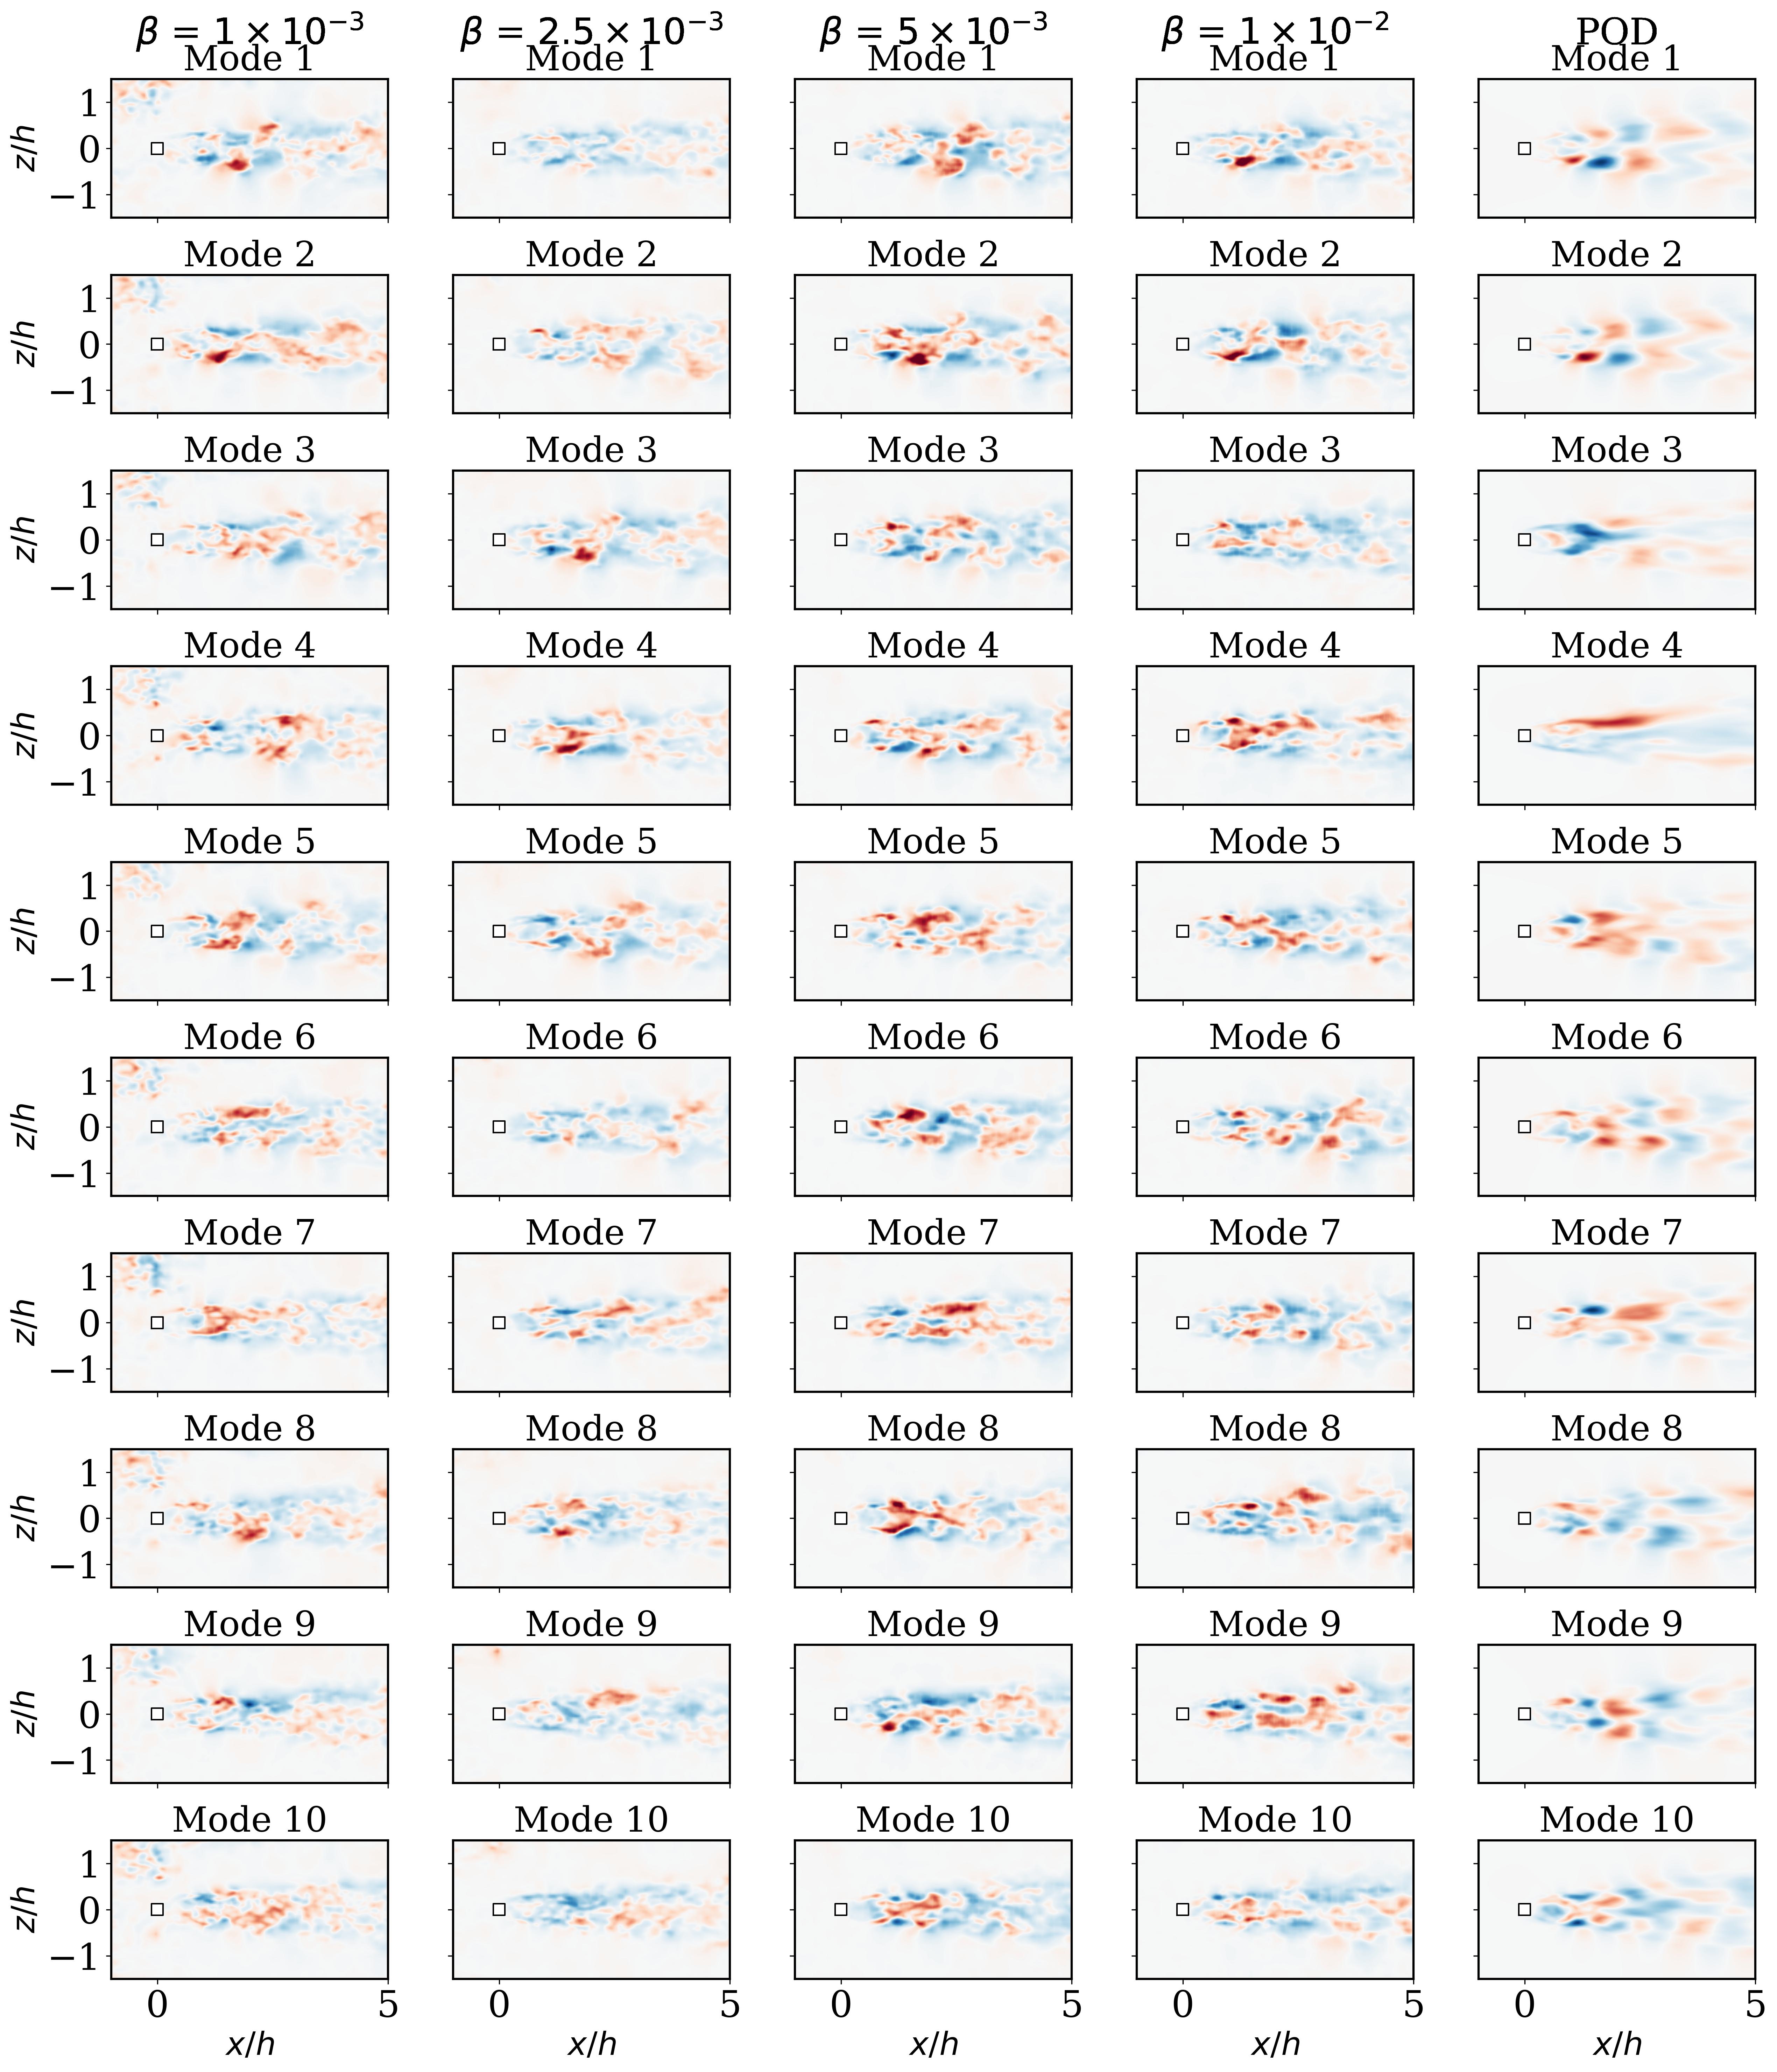 β = 1 × 10⁻³ β = 2.5 × 10⁻³ β = 5 × 10⁻³ β = 1 × 10⁻² POD
Mode 1 Mode 1 Mode 1 Mode 1 Mode 1
1
z/h 0
−1
Mode 2 Mode 2 Mode 2 Mode 2 Mode 2
1
z/h 0
−1
Mode 3 Mode 3 Mode 3 Mode 3 Mode 3
1
z/h 0
−1
Mode 4 Mode 4 Mode 4 Mode 4 Mode 4
1
z/h 0
−1
Mode 5 Mode 5 Mode 5 Mode 5 Mode 5
1
z/h 0
−1
Mode 6 Mode 6 Mode 6 Mode 6 Mode 6
1
z/h 0
−1
Mode 7 Mode 7 Mode 7 Mode 7 Mode 7
1
z/h 0
−1
Mode 8 Mode 8 Mode 8 Mode 8 Mode 8
1
z/h 0
−1
Mode 9 Mode 9 Mode 9 Mode 9 Mode 9
1
z/h 0
−1
Mode 10 Mode 10 Mode 10 Mode 10 Mode 10
1
z/h 0
−1
0 5 0 5 0 5 0 5 0 5
x/h x/h x/h x/h x/h